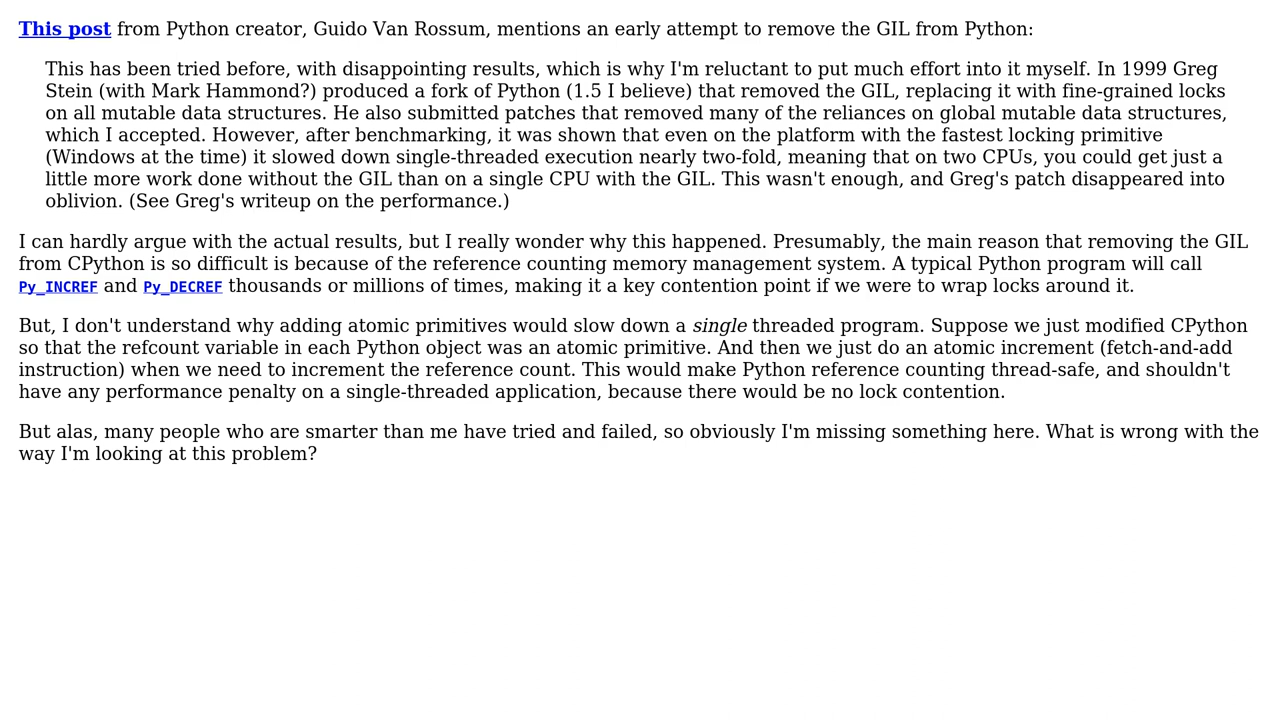 This post from Python creator, Guido Van Rossum, mentions an early attempt to remove the GIL from Python:
This has been tried before, with disappointing results, which is why I'm reluctant to put much effort into it myself. In 1999 Greg
Stein (with Mark Hammond?) produced a fork of Python (1.5 I believe) that removed the GIL, replacing it with fine-grained locks
on all mutable data structures. He also submitted patches that removed many of the reliances on global mutable data structures,
which I accepted. However, after benchmarking, it was shown that even on the platform with the fastest locking primitive
(Windows at the time) it slowed down single-threaded execution nearly two-fold, meaning that on two CPUs, you could get just a
little more work done without the GIL than on a single CPU with the GIL. This wasn't enough, and Greg's patch disappeared into
oblivion. (See Greg's writeup on the performance.)
I can hardly argue with the actual results, but I really wonder why this happened. Presumably, the main reason that removing the GIL
from CPython is so difficult is because of the reference counting memory management system. A typical Python program will call
Py_INCREF and Py_DECREF thousands or millions of times, making it a key contention point if we were to wrap locks around it.
But, I don't understand why adding atomic primitives would slow down a single threaded program. Suppose we just modified CPython
so that the refcount variable in each Python object was an atomic primitive. And then we just do an atomic increment (fetch-and-add
instruction) when we need to increment the reference count. This would make Python reference counting thread-safe, and shouldn't
have any performance penalty on a single-threaded application, because there would be no lock contention.
But alas, many people who are smarter than me have tried and failed, so obviously I'm missing something here. What is wrong with the
way I'm looking at this problem?